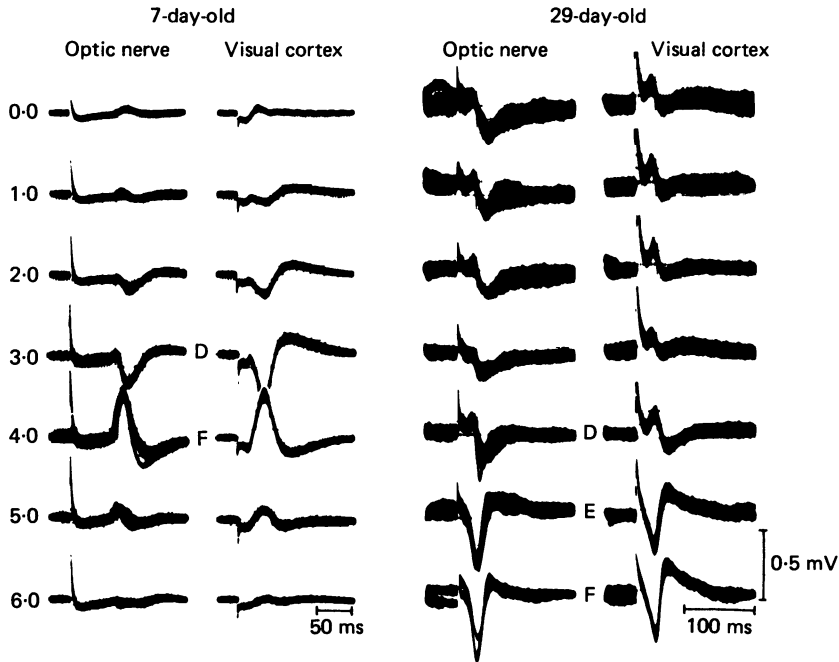 7-day-old 29-day-old
Optic nerve Visual cortex Optic nerve Visual cortex
0·0
1·0
2·0
3·0 D
4·0 F D
5·0 E
0·5 mV
6·0 F
50 ms 100 ms